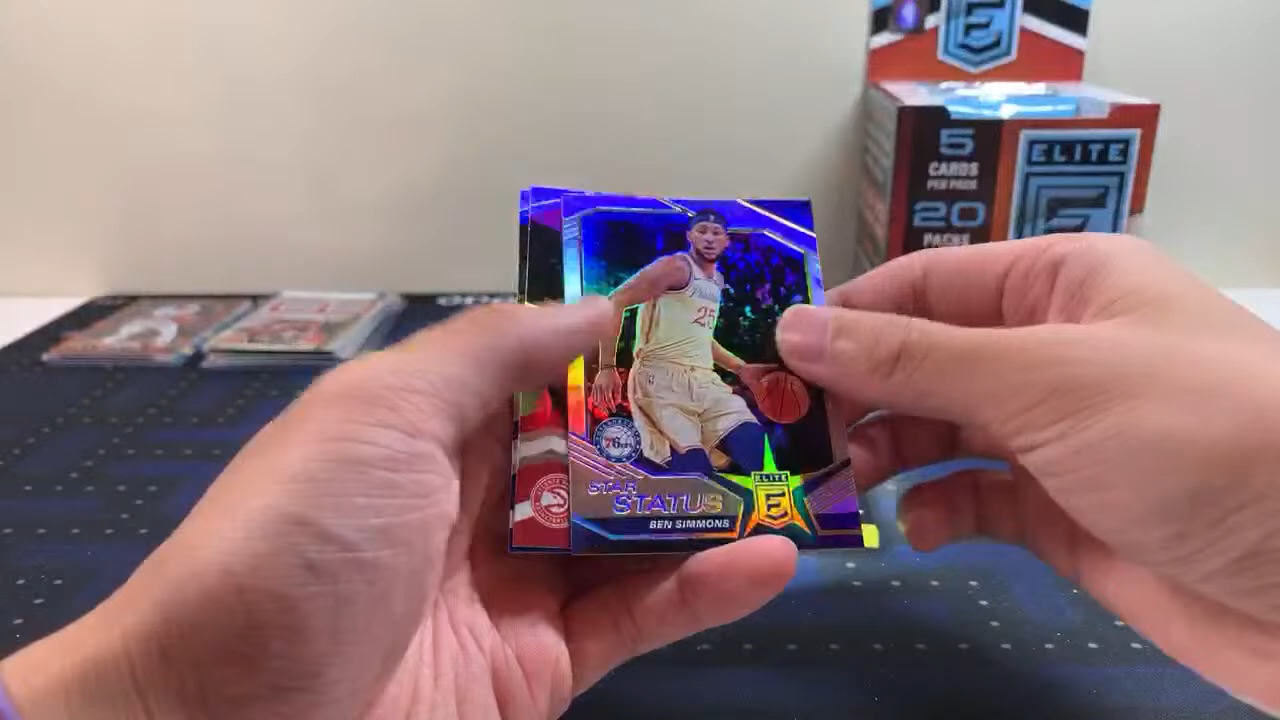 E
5
CARDS
PER PACK
20
PACKS
ELITE
E
25
76ers
ELITE
E
STAR
STATUS
BEN SIMMONS